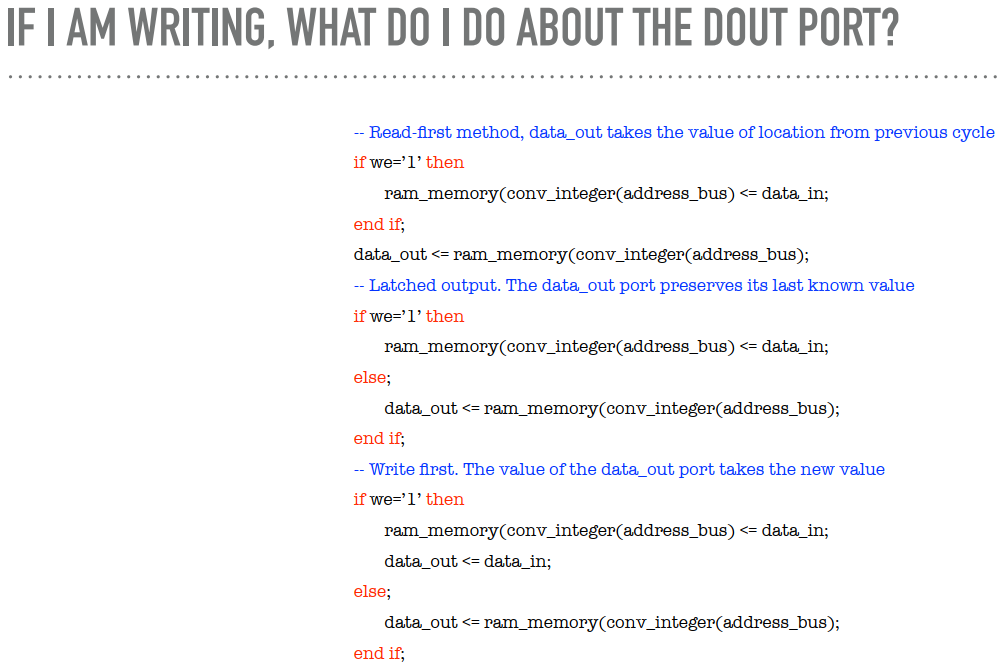 IF I AM WRITING, WHAT DO I DO ABOUT THE DOUT PORT?
-- Read-first method, data_out takes the value of location from previous cycle
if we=’1’ then
ram_memory(conv_integer(address_bus) <= data_in;
end if;
data_out <= ram_memory(conv_integer(address_bus);
-- Latched output. The data_out port preserves its last known value
if we=’1’ then
ram_memory(conv_integer(address_bus) <= data_in;
else;
data_out <= ram_memory(conv_integer(address_bus);
end if;
-- Write first. The value of the data_out port takes the new value
if we=’1’ then
ram_memory(conv_integer(address_bus) <= data_in;
data_out <= data_in;
else;
data_out <= ram_memory(conv_integer(address_bus);
end if;